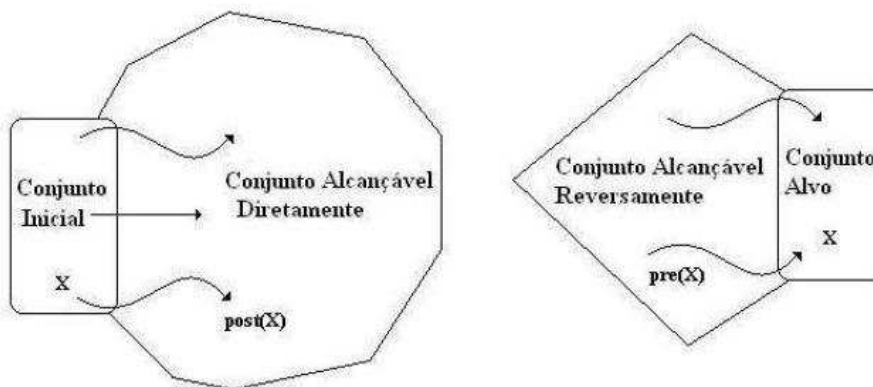 Conjunto
Inicial
X
Conjunto Alcançável
Diretamente
post(X)
Conjunto Alcançável
Reversamente
pre(X)
Conjunto
Alvo
X